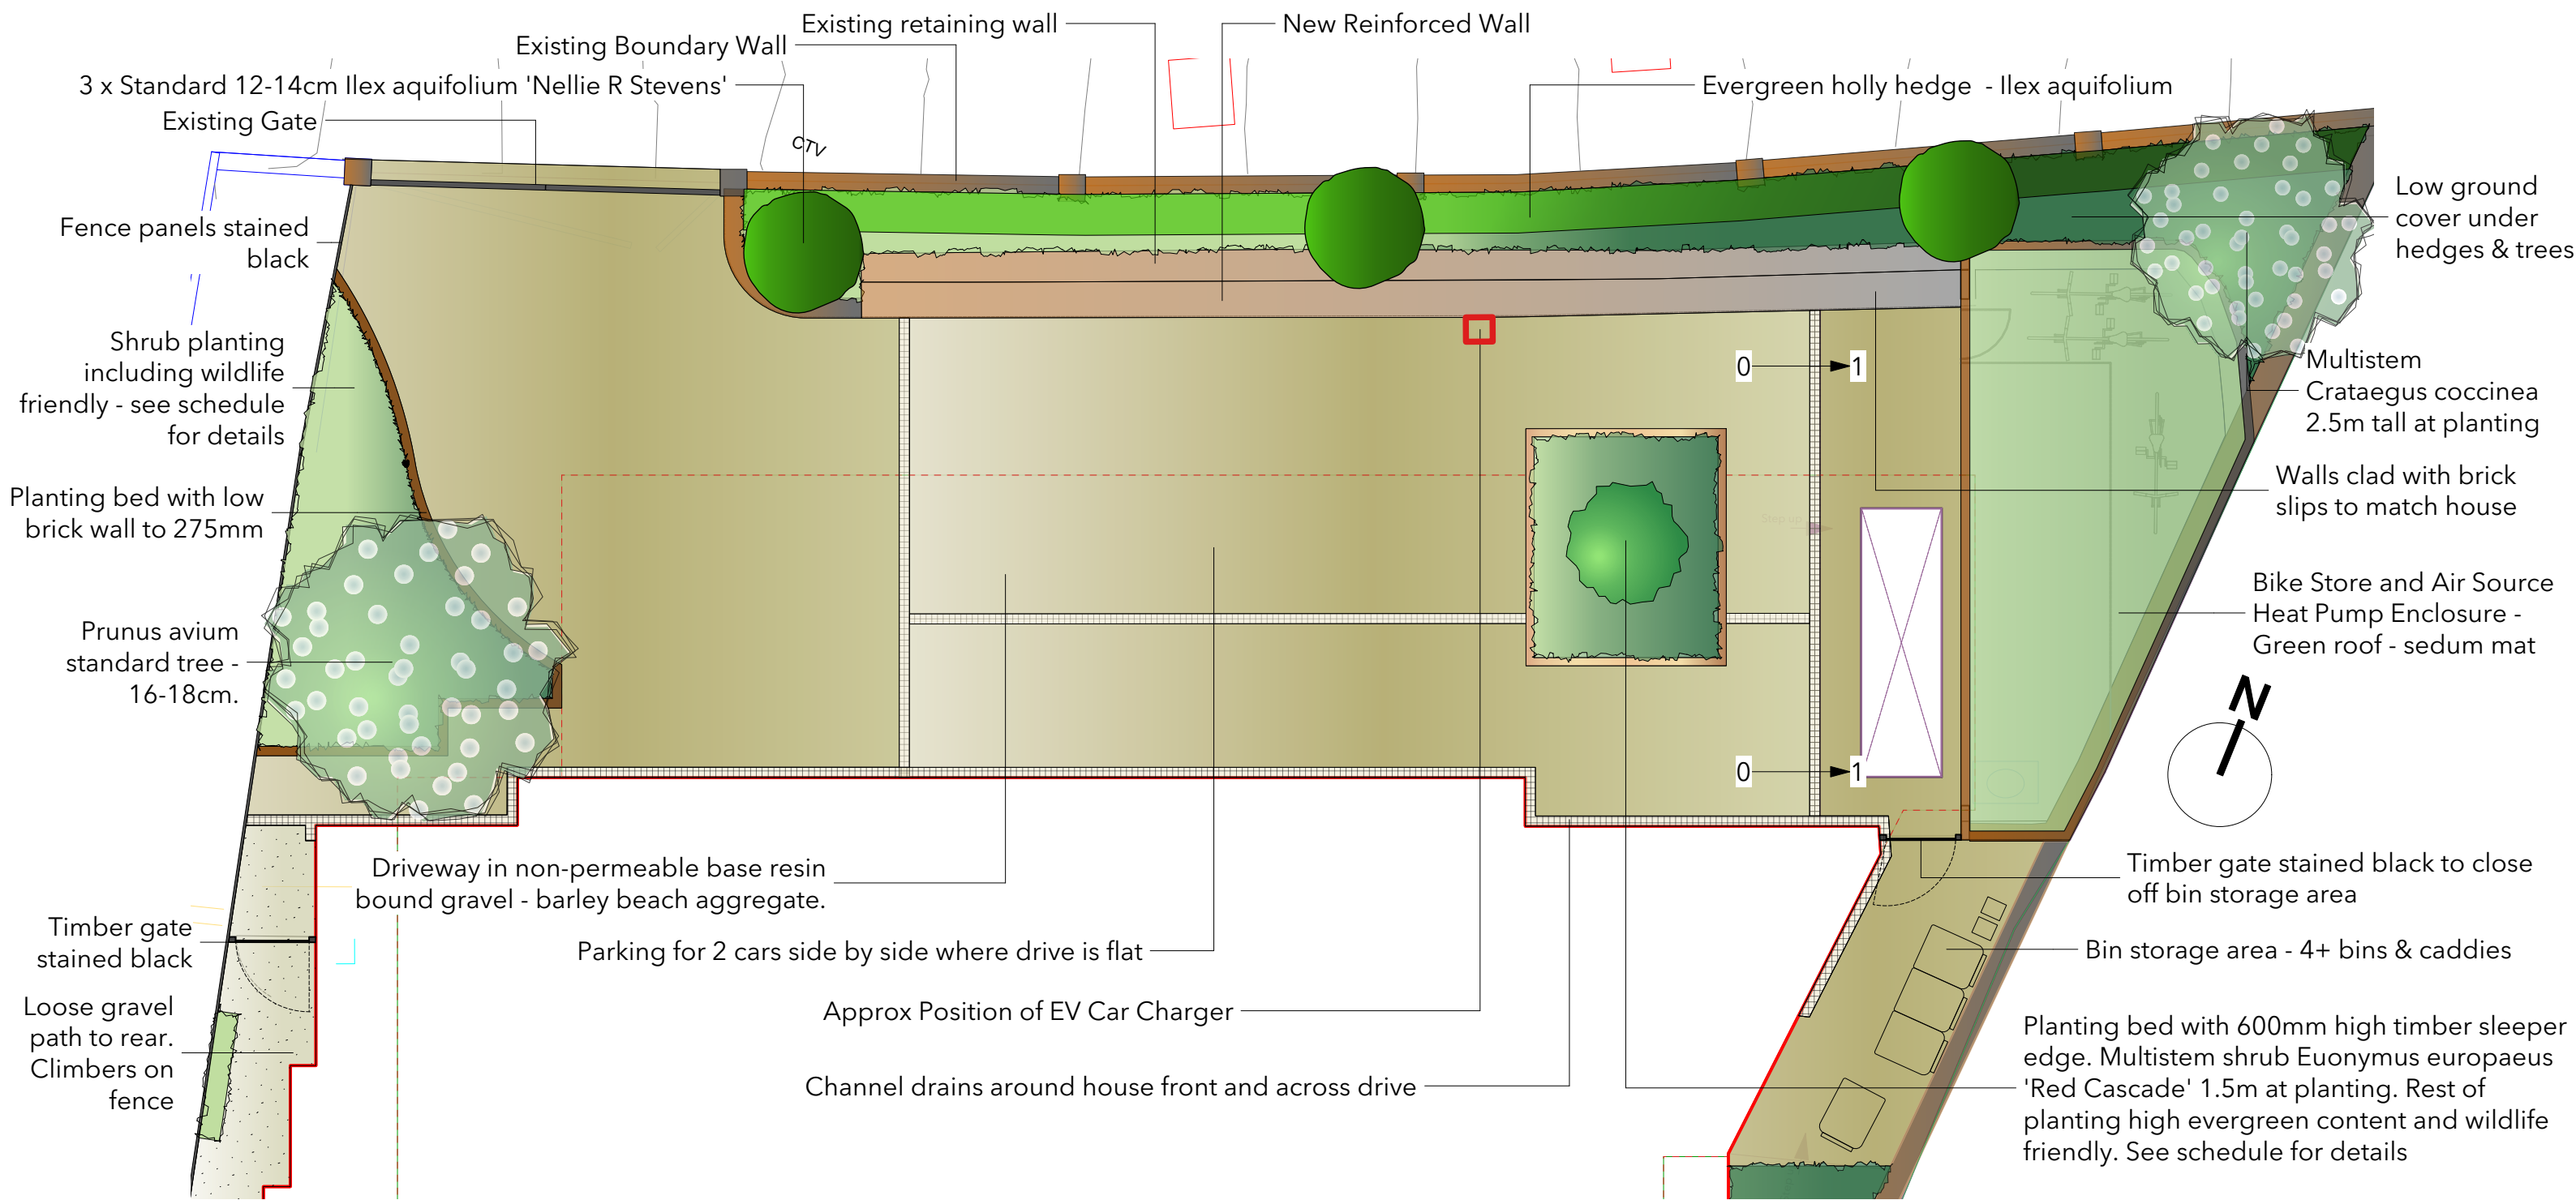 Existing retaining wall
New Reinforced Wall
Existing Boundary Wall
3 x Standard 12-14cm Ilex aquifolium 'Nellie R Stevens'
Evergreen holly hedge - Ilex aquifolium
Existing Gate
CTV
Low ground
cover under
hedges & trees
Fence panels stained
black
Shrub planting
including wildlife
friendly - see schedule
for details
0
1
Multistem
Crataegus coccinea
2.5m tall at planting
Planting bed with low
brick wall to 275mm
Walls clad with brick
slips to match house
Step up
Bike Store and Air Source
Heat Pump Enclosure -
Green roof - sedum mat
Prunus avium
standard tree -
16-18cm.
N
0
1
Driveway in non-permeable base resin
bound gravel - barley beach aggregate.
Timber gate stained black to close
off bin storage area
Timber gate
stained black
Parking for 2 cars side by side where drive is flat
Bin storage area - 4+ bins & caddies
Loose gravel
path to rear.
Climbers on
fence
Approx Position of EV Car Charger
Planting bed with 600mm high timber sleeper
edge. Multistem shrub Euonymus europaeus
'Red Cascade' 1.5m at planting. Rest of
planting high evergreen content and wildlife
friendly. See schedule for details
Channel drains around house front and across drive